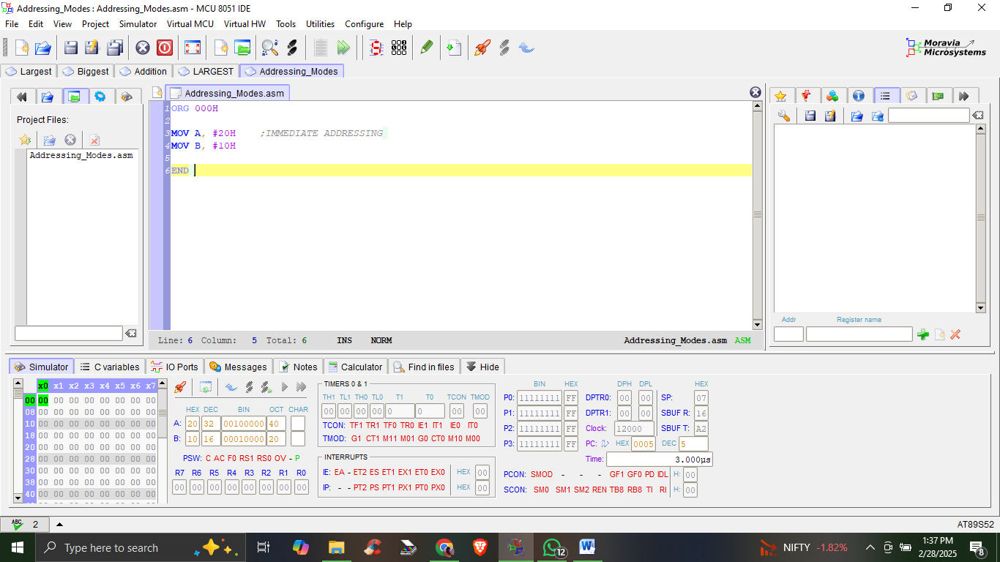 Addressing_Modes : Addressing_Modes.asm - MCU 8051 IDE
File Edit View Project Simulator Virtual MCU Virtual HW Tools Utilities Configure Help
Moravia
Microsystems
Largest Biggest Addition LARGEST Addressing_Modes
Addressing_Modes.asm
Project Files:
Addressing_Modes.asm
1 ORG 000H
2
3 MOV A, #20H ;IMMEDIATE ADDRESSING
4 MOV B, #10H
5
6 END
Addr Register name
Line: 6 Column: 5 Total: 6 INS NORM Addressing_Modes.asm ASM
Simulator C variables IO Ports Messages Notes Calculator Find in files Hide
x0 x1 x2 x3 x4 x5 x6 x7
00 00 00 00 00 00 00 00 00
08 00 00 00 00 00 00 00 00
10 00 00 00 00 00 00 00 00
18 00 00 00 00 00 00 00 00
20 00 00 00 00 00 00 00 00
28 00 00 00 00 00 00 00 00
30 00 00 00 00 00 00 00 00
38 00 00 00 00 00 00 00 00
40 00 00 00 00 00 00 00 00
HEX DEC BIN OCT CHAR
A: 20 32 00100000 40
B: 10 16 00010000 20
PSW: C AC F0 RS1 RS0 OV - P
R7 R6 R5 R4 R3 R2 R1 R0
00 00 00 00 00 00 00 00
TIMERS 0 & 1
TH1 TL1 TH0 TL0 T1 T0 TCON TMOD
00 00 00 00 0 0 00 00
TCON: TF1 TR1 TF0 TR0 IE1 IT1 IE0 IT0
TMOD: G1 CT1 M11 M01 G0 CT0 M10 M00
INTERRUPTS
IE: EA - ET2 ES ET1 EX1 ET0 EX0 HEX 00
IP: - - PT2 PS PT1 PX1 PT0 PX0 HEX 00
BIN HEX
P0: 11111111 FF
P1: 11111111 FF
P2: 11111111 FF
P3: 11111111 FF
DPH DPL
DPTR0: 00 00
DPTR1: 00 00
Clock: 12000
PC: HEX 0005 DEC 5
Time: 3.000µs
HEX
SP: 07
SBUF R: 16
SBUF T: A2
PCON: SMOD - - - GF1 GF0 PD IDL H: 00
SCON: SM0 SM1 SM2 REN TB8 RB8 TI RI H: 00
ABC 2 AT89S52
Type here to search
12
NIFTY -1.82%
1:37 PM
2/28/2025
8